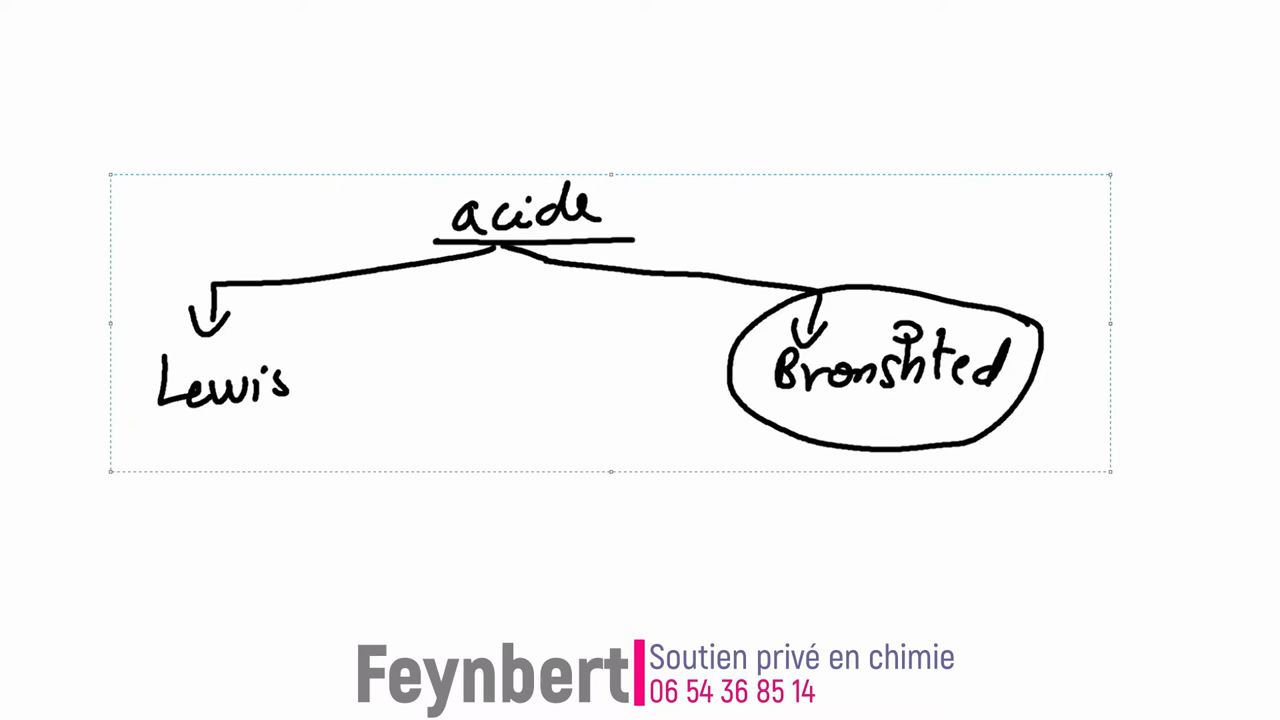 acide
Lewis
Bronshted
Feynbert
Soutien privé en chimie
06 54 36 85 14